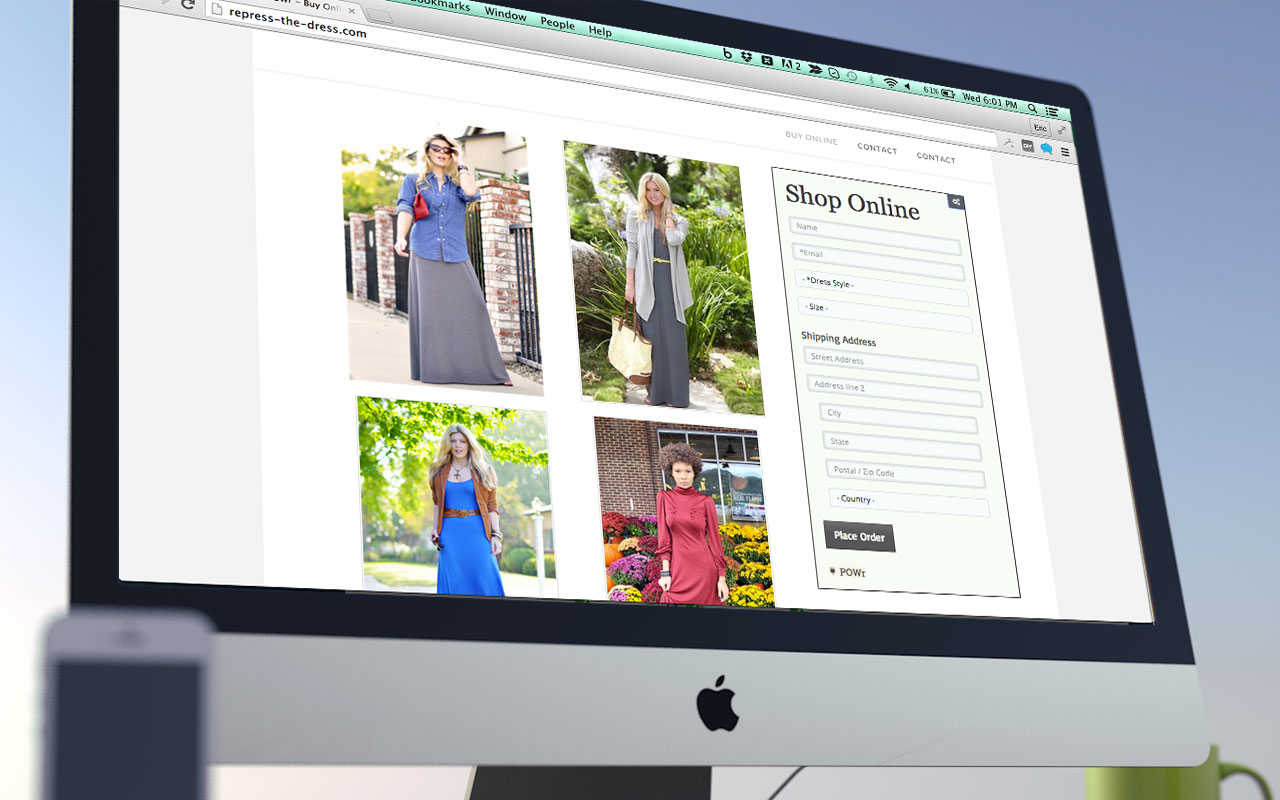 Bookmarks Window People Help
2 61% Wed 6:01 PM
Buy Onli
Eric
repress-the-dress.com
BUY ONLINE CONTACT CONTACT
Shop Online
Name
*Email
- *Dress Style -
- Size -
Shipping Address
Street Address
Address line 2
City
State
Postal / Zip Code
- Country -
Place Order
POWr